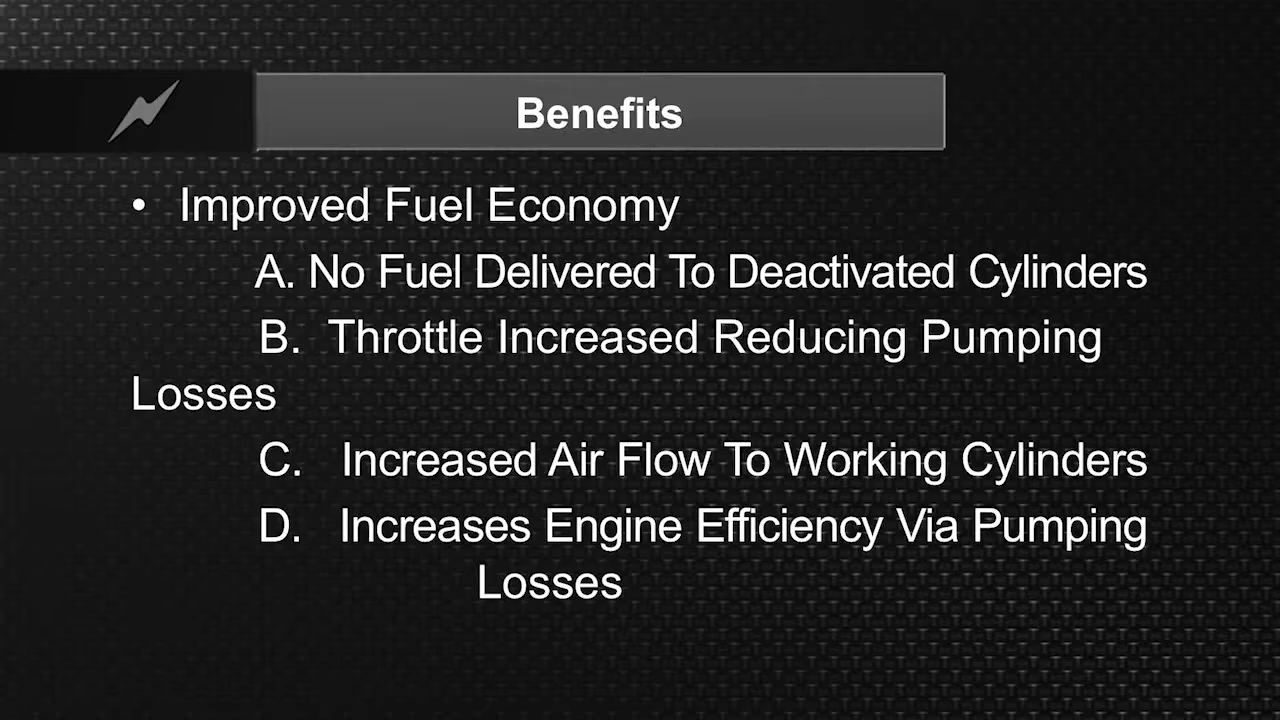 Benefits
• Improved Fuel Economy
A. No Fuel Delivered To Deactivated Cylinders
B. Throttle Increased Reducing Pumping
Losses
C. Increased Air Flow To Working Cylinders
D. Increases Engine Efficiency Via Pumping
Losses